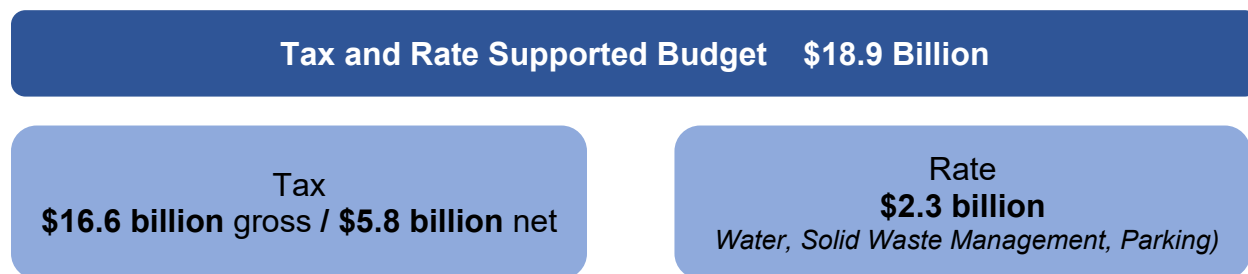 Tax and Rate Supported Budget $18.9 Billion
Tax
$16.6 billion gross / $5.8 billion net
Rate
$2.3 billion
Water, Solid Waste Management, Parking)